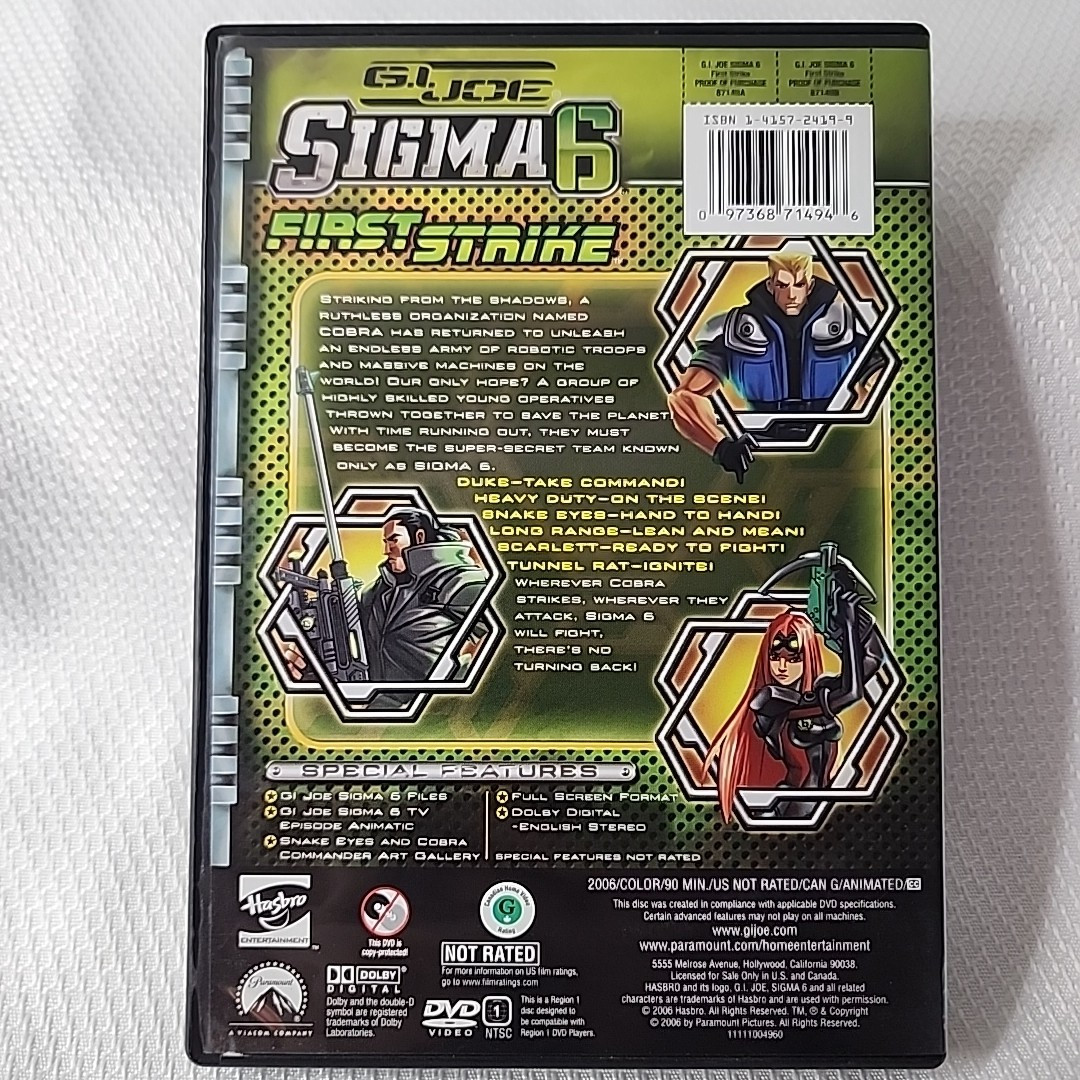 G.I. JOE
SIGMA 6
FIRST STRIKE
G.I. JOE SIGMA 6
First Strike
PROOF OF PURCHASE
87149A
G.I. JOE SIGMA 6
First Strike
PROOF OF PURCHASE
87149B
ISBN 1-4157-2419-9
0 97368 71494 6
STRIKING FROM THE SHADOWS, A
RUTHLESS ORGANIZATION NAMED
COBRA HAS RETURNED TO UNLEASH
AN ENDLESS ARMY OF ROBOTIC TROOPS
AND MASSIVE MACHINES ON THE
WORLD! OUR ONLY HOPE? A GROUP OF
HIGHLY SKILLED YOUNG OPERATIVES
THROWN TOGETHER TO SAVE THE PLANET!
WITH TIME RUNNING OUT, THEY MUST
BECOME THE SUPER-SECRET TEAM KNOWN
ONLY AS SIGMA 6.
DUKE-TAKE COMMAND!
HEAVY DUTY-ON THE SCENE!
SNAKE EYES-HAND TO HAND!
LONG RANGE-LEAN AND MEAN!
SCARLETT-READY TO FIGHT!
TUNNEL RAT-IGNITE!
WHEREVER COBRA
STRIKES, WHEREVER THEY
ATTACK, SIGMA 6
WILL FIGHT,
THERE'S NO
TURNING BACK!
SPECIAL FEATURES
GI JOE SIGMA 6 FILES
GI JOE SIGMA 6 TV
EPISODE ANIMATIC
SNAKE EYES AND COBRA
COMMANDER ART GALLERY
FULL SCREEN FORMAT
DOLBY DIGITAL
-ENGLISH STEREO
SPECIAL FEATURES NOT RATED
Hasbro
ENTERTAINMENT™
This DVD is
copy-protected!
Canadian Home Video
G
Rating
NOT RATED
For more information on US film ratings,
go to www.filmratings.com
Paramount
A VIACOM COMPANY
DOLBY
DIGITAL
Dolby and the double-D
symbol are registered
trademarks of Dolby
Laboratories.
DVD
VIDEO
1
NTSC
This is a Region 1
disc designed to
be compatible with
Region 1 DVD Players.
2006/COLOR/90 MIN./US NOT RATED/CAN G/ANIMATED/CC
This disc was created in compliance with applicable DVD specifications.
Certain advanced features may not play on all machines.
www.gijoe.com
www.paramount.com/homeentertainment
5555 Melrose Avenue, Hollywood, California 90038.
Licensed for Sale Only in U.S. and Canada.
HASBRO and its logo, G.I. JOE, SIGMA 6 and all related
characters are trademarks of Hasbro and are used with permission.
© 2006 Hasbro. All Rights Reserved. TM, ® & Copyright
© 2006 by Paramount Pictures. All Rights Reserved.
11111004960